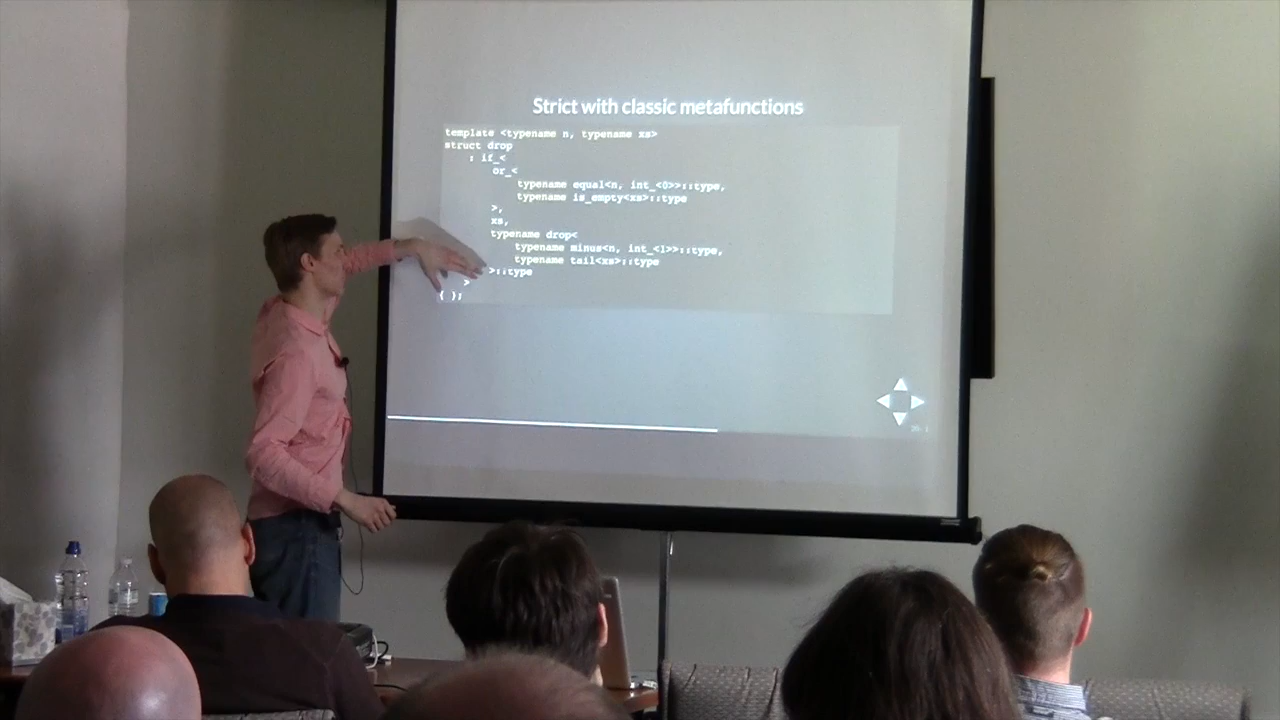 Strict with classic metafunctions
template <typename n, typename xs>
struct drop
: if_<
or_<
typename equal<n, int_<0>>::type,
typename is_empty<xs>::type
>,
xs,
typename drop<
typename minus<n, int_<1>>::type,
typename tail<xs>::type
>::type
>
{ };